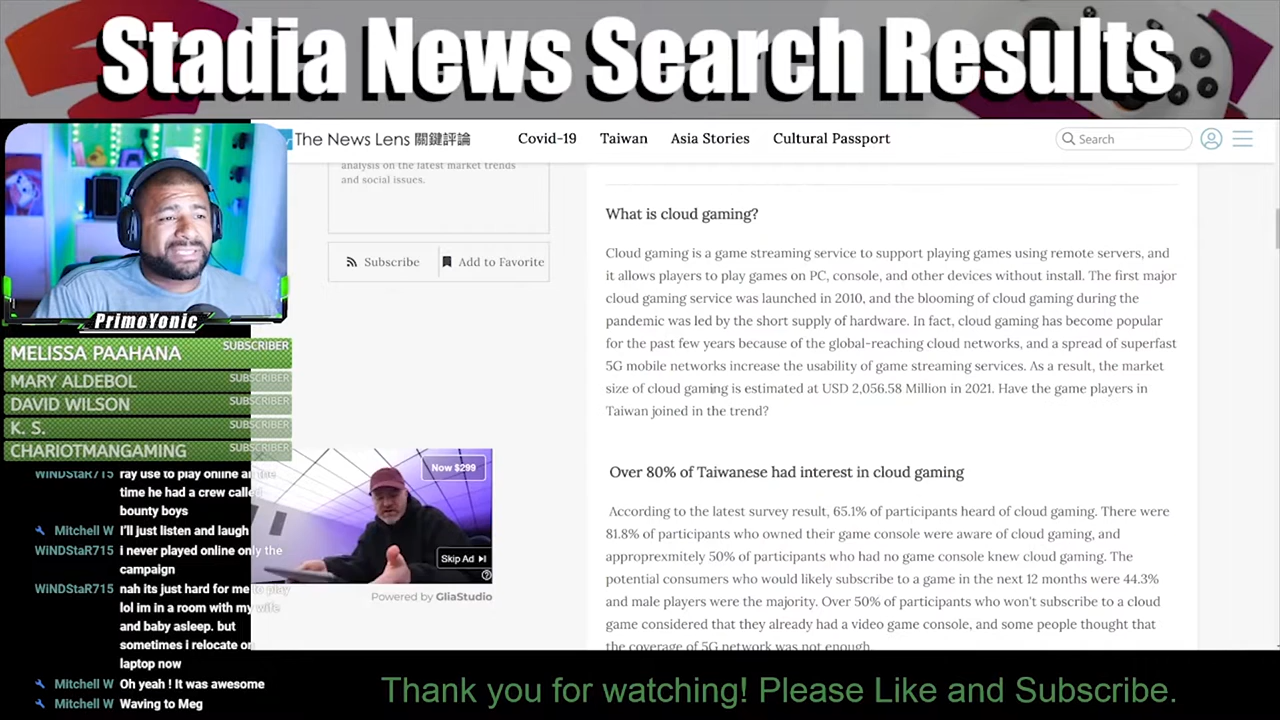 Stadia News Search Results
The News Lens 關鍵評論
Covid-19
Taiwan
Asia Stories
Cultural Passport
Search
analysis on the latest market trends
and social issues.
Subscribe
Add to Favorite
What is cloud gaming?
Cloud gaming is a game streaming service to support playing games using remote servers, and
it allows players to play games on PC, console, and other devices without install. The first major
cloud gaming service was launched in 2010, and the blooming of cloud gaming during the
pandemic was led by the short supply of hardware. In fact, cloud gaming has become popular
for the past few years because of the global-reaching cloud networks, and a spread of superfast
5G mobile networks increase the usability of game streaming services. As a result, the market
size of cloud gaming is estimated at USD 2,056.58 Million in 2021. Have the game players in
Taiwan joined in the trend?
Over 80% of Taiwanese had interest in cloud gaming
According to the latest survey result, 65.1% of participants heard of cloud gaming. There were
81.8% of participants who owned their game console were aware of cloud gaming, and
approprexmitely 50% of participants who had no game console knew cloud gaming. The
potential consumers who would likely subscribe to a game in the next 12 months were 44.3%
and male players were the majority. Over 50% of participants who won't subscribe to a cloud
game considered that they already had a video game console, and some people thought that
the coverage of 5G network was not enough.
Now $299
Skip Ad
Powered by GliaStudio
PrimoYonic
MELISSA PAAHANA SUBSCRIBER
MARY ALDEBOL SUBSCRIBER
DAVID WILSON SUBSCRIBER
K. S. SUBSCRIBER
CHARIOTMANGAMING SUBSCRIBER
WiNDStaR715 ray use to play online all the
time he had a crew called
bounty boys
Mitchell W I'll just listen and laugh
WiNDStaR715 i never played online only the
campaign
WiNDStaR715 nah its just hard for me to play
lol im in a room with my wife
and baby asleep. but
sometimes i relocate on
laptop now
Mitchell W Oh yeah ! It was awesome
Mitchell W Waving to Meg
Thank you for watching! Please Like and Subscribe.